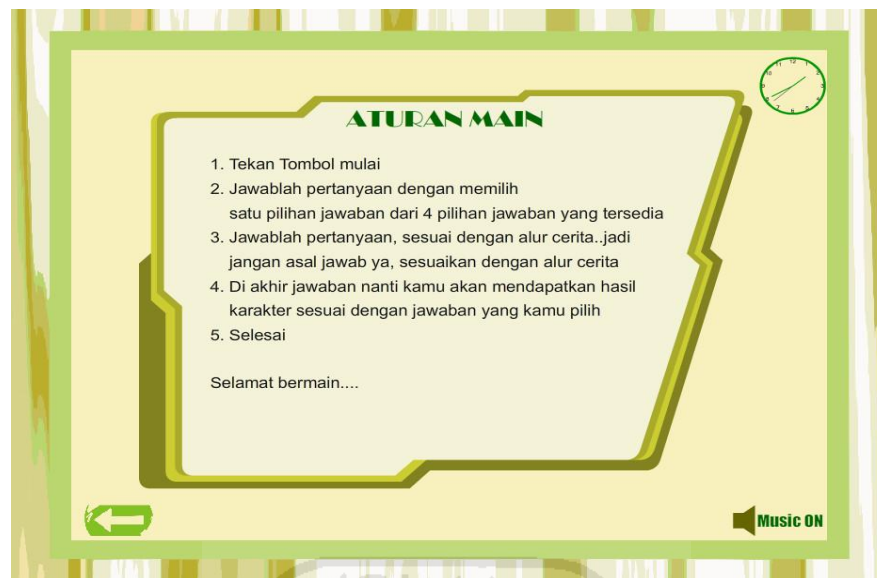 ATURAN MAIN
1. Tekan Tombol mulai
2. Jawablah pertanyaan dengan memilih
satu pilihan jawaban dari 4 pilihan jawaban yang tersedia
3. Jawablah pertanyaan, sesuai dengan alur cerita..jadi
jangan asal jawab ya, sesuaikan dengan alur cerita
4. Di akhir jawaban nanti kamu akan mendapatkan hasil
karakter sesuai dengan jawaban yang kamu pilih
5. Selesai
Selamat bermain....
Music ON